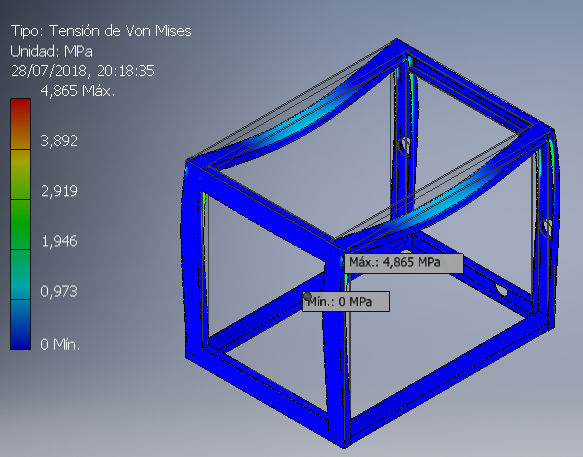 Tipo: Tensión de Von Mises
Unidad: MPa
28/07/2018, 20:18:35
4,865 Máx.
3,892
2,919
1,946
0,973
0 Mín.
Máx.: 4,865 MPa
Mín.: 0 MPa